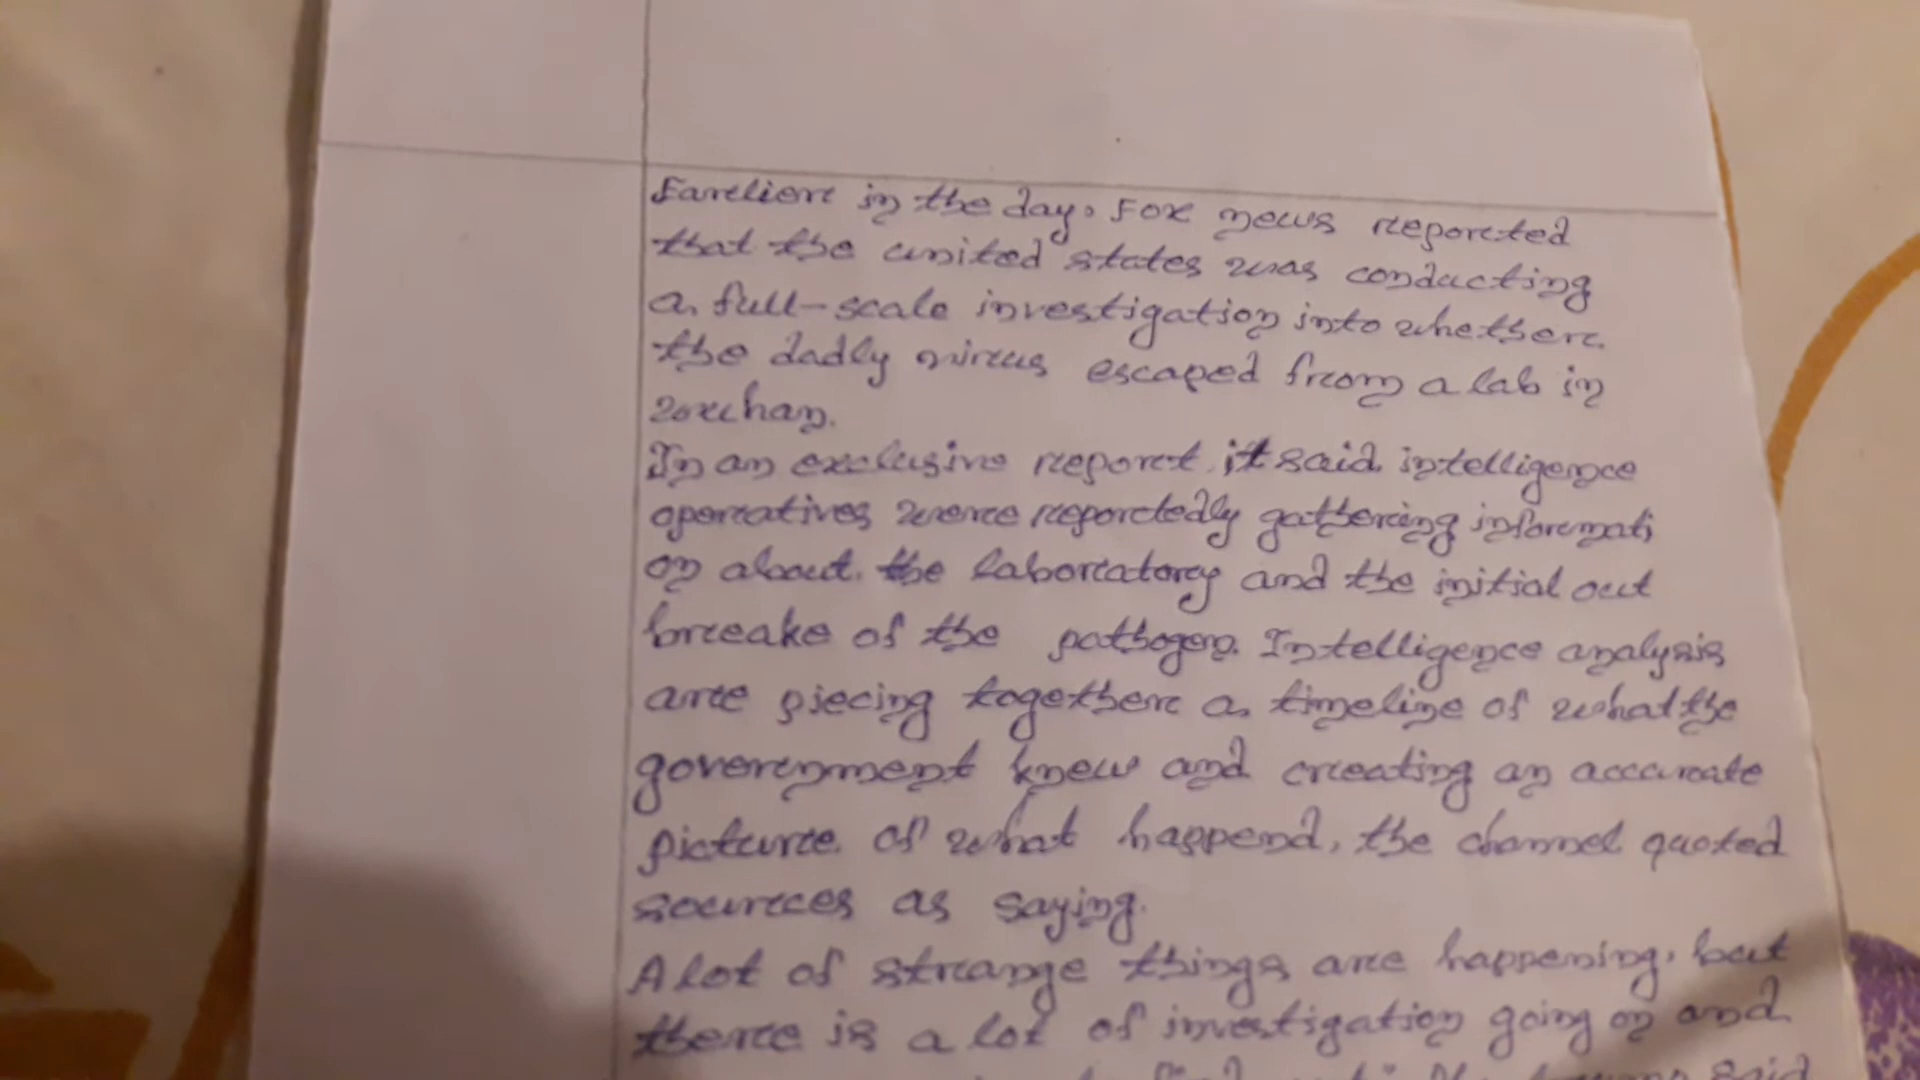 Earlier in the day, Fox news reported
that the united states was conducting
a full-scale investigation into whether
the dadly virus escaped from a lab in
wuhan.
In an exclusive report it said intelligence
operatives were reportedly gathering informati
on about the laboratory and the initial out
breake of the pathogen. Intelligence analysis
are piecing together a timeline of what the
government knew and creating an accurate
picture of what happend, the channel quoted
sources as saying.
A lot of strange things are happening, but
there is a lot of investigation going on and
said